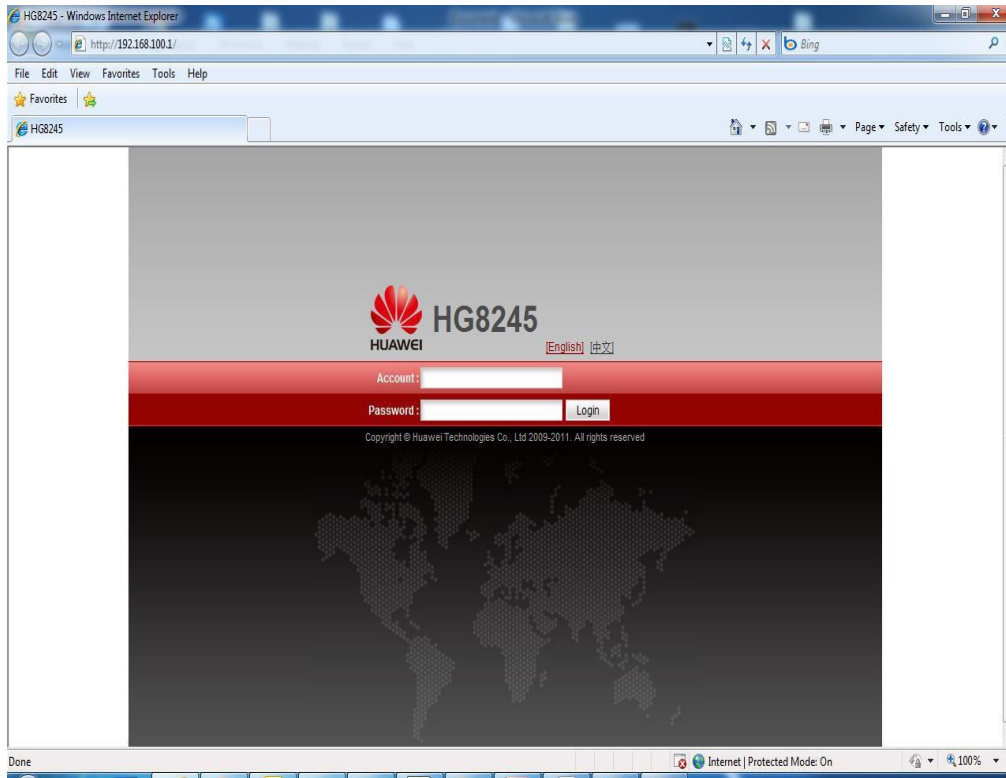 HG8245 - Windows Internet Explorer
http://192.168.100.1/
Bing
File Edit View Favorites Tools Help
Favorites
HG8245
Page Safety Tools
HUAWEI
HG8245
[English] [中文]
Account :
Password :
Login
Copyright © Huawei Technologies Co., Ltd 2009-2011. All rights reserved
Done
Internet | Protected Mode: On
100%